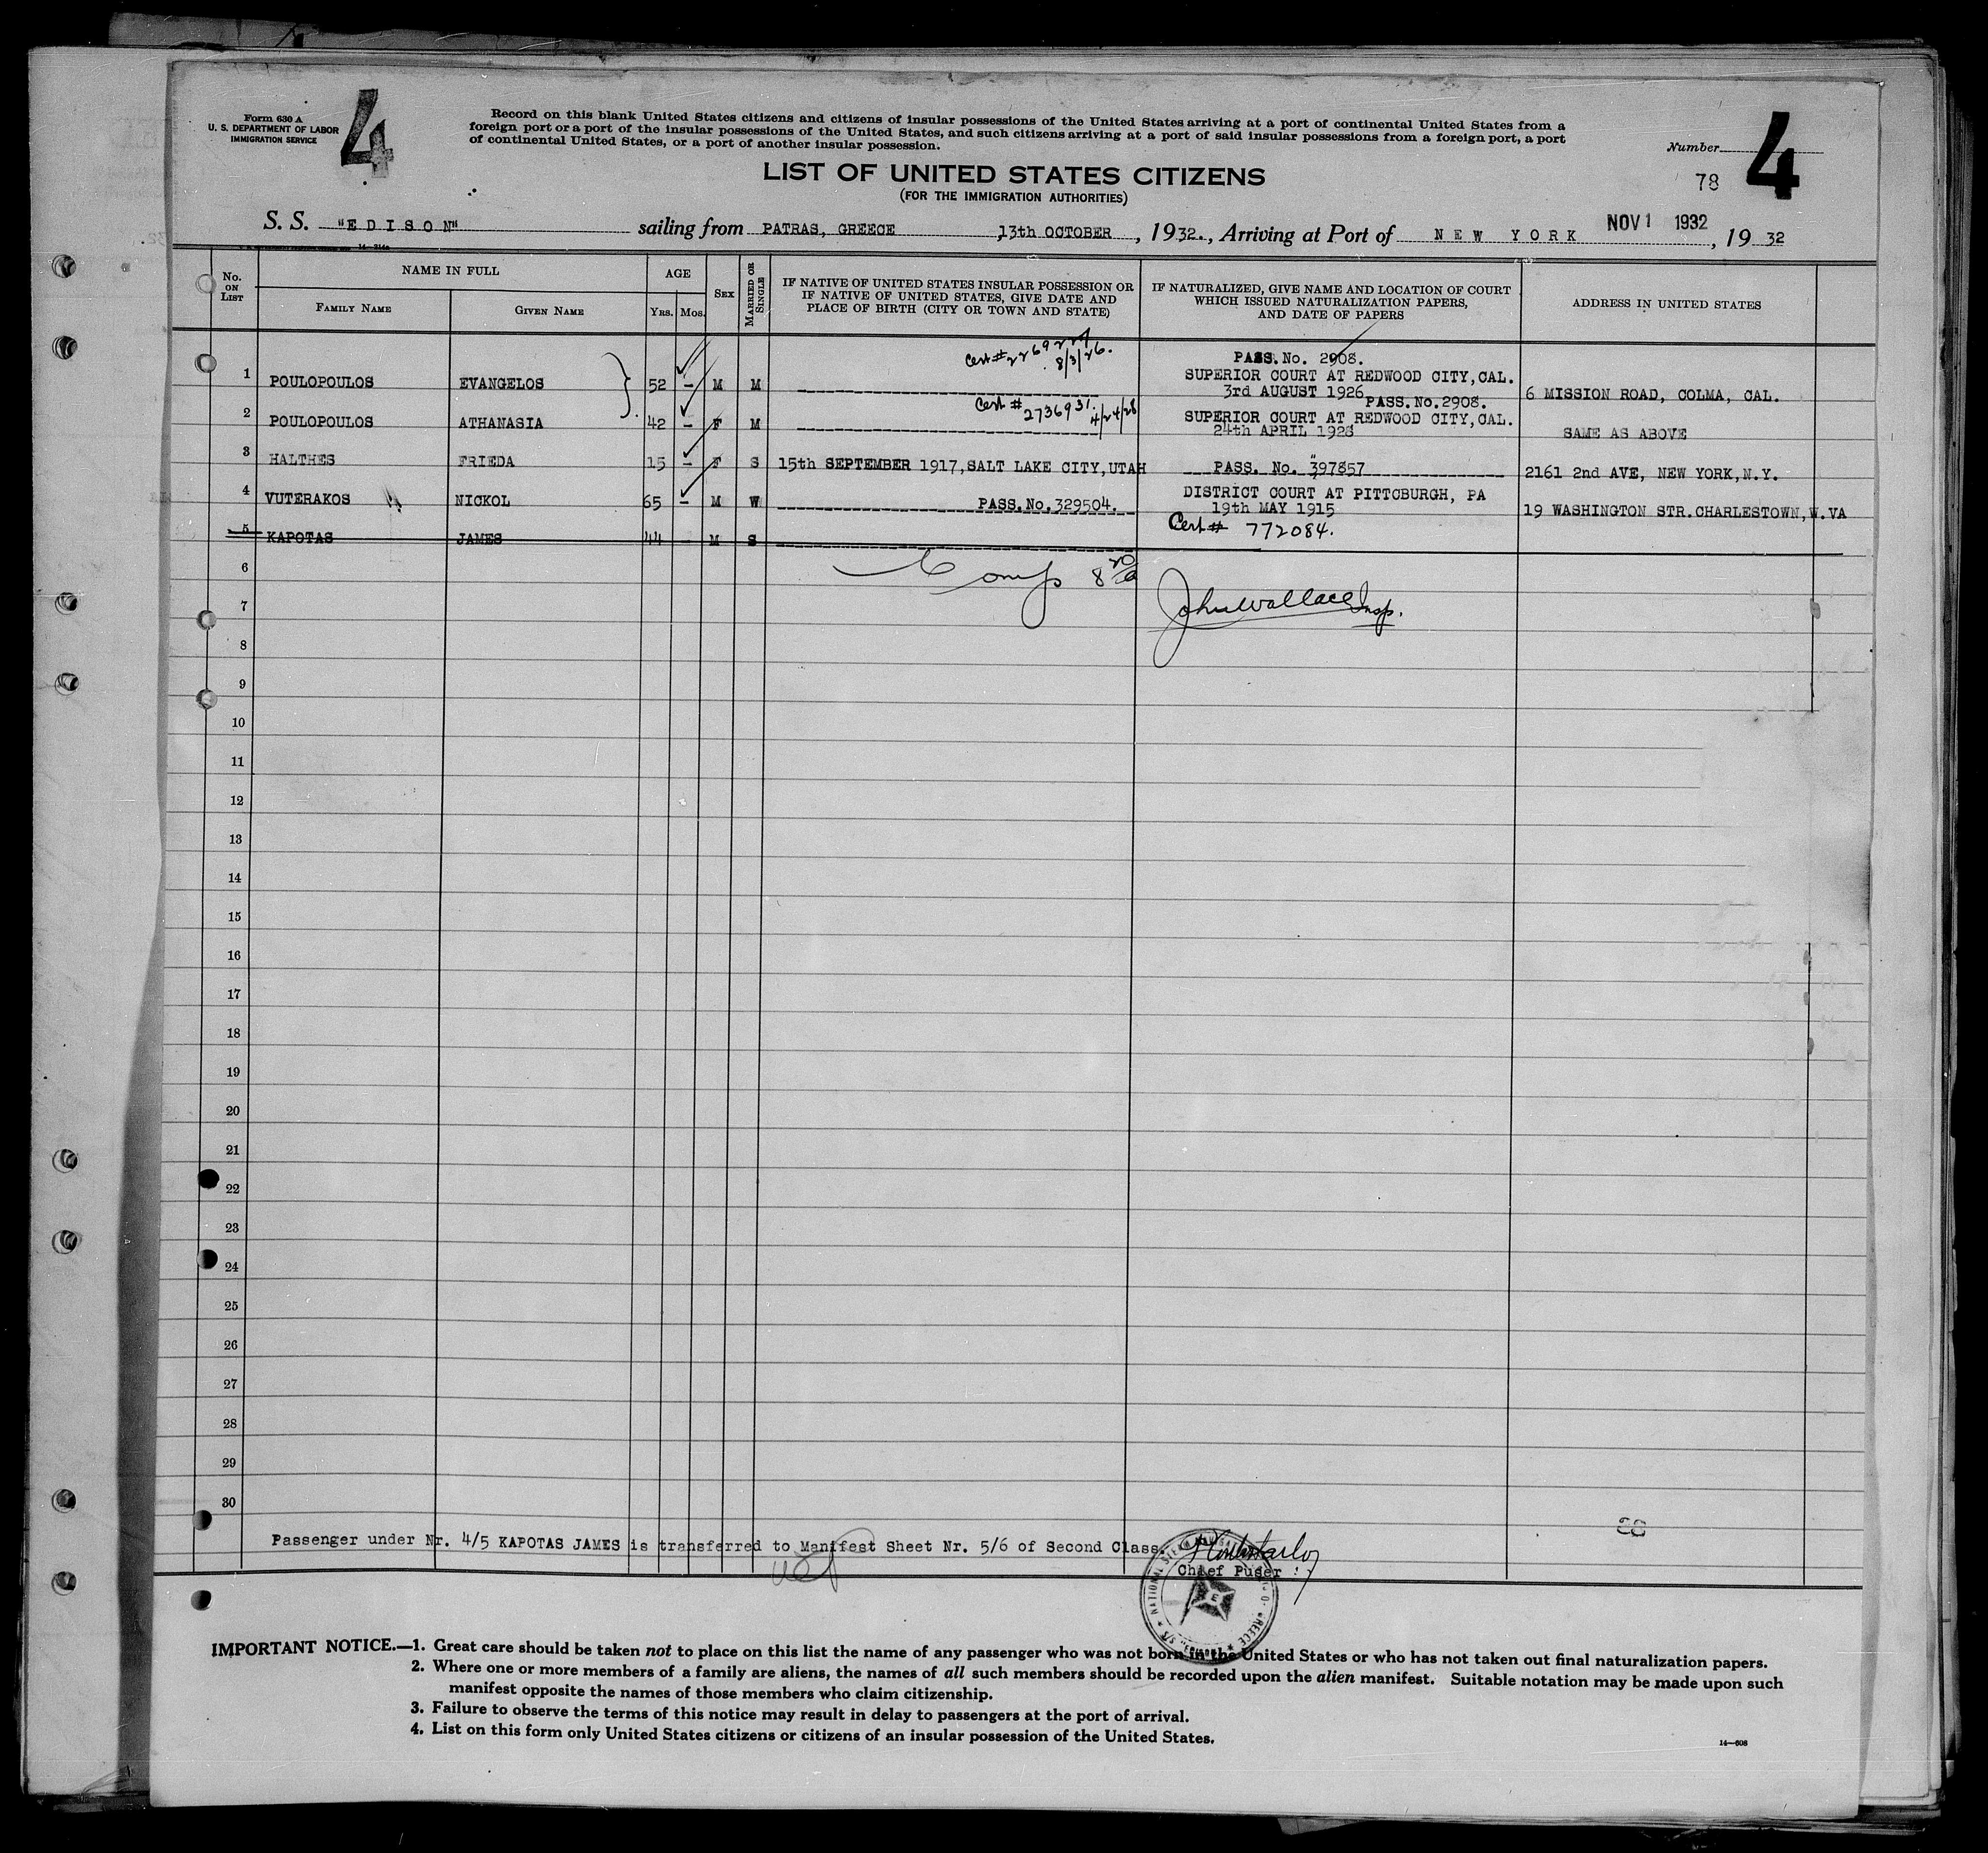 Form 630 A
U. S. DEPARTMENT OF LABOR
IMMIGRATION SERVICE
4
Record on this blank United States citizens and citizens of insular possessions of the United States arriving at a port of continental United States from a
foreign port or a port of the insular possessions of the United States, and such citizens arriving at a port of said insular possessions from a foreign port, a port
of continental United States, or a port of another insular possession.
Number 4
78
LIST OF UNITED STATES CITIZENS
(FOR THE IMMIGRATION AUTHORITIES)
S. S. "EDISON" sailing from PATRAS, GREECE 13th OCTOBER, 1932., Arriving at Port of NEW YORK NOV 1 1932, 19 32
No. ON LIST
NAME IN FULL
FAMILY NAME
GIVEN NAME
AGE
YRS.
MOS.
SEX
MARRIED OR SINGLE
IF NATIVE OF UNITED STATES INSULAR POSSESSION OR
IF NATIVE OF UNITED STATES, GIVE DATE AND
PLACE OF BIRTH (CITY OR TOWN AND STATE)
IF NATURALIZED, GIVE NAME AND LOCATION OF COURT
WHICH ISSUED NATURALIZATION PAPERS,
AND DATE OF PAPERS
ADDRESS IN UNITED STATES
Cert # 2269227
8/3/26.
PASS. No. 2908.
SUPERIOR COURT AT REDWOOD CITY, CAL.
1 POULOPOULOS EVANGELOS 52 – M M
3rd AUGUST 1926
6 MISSION ROAD, COLMA, CAL.
Cert # 2736931. 4/24/28
PASS. No. 2908.
2 POULOPOULOS ATHANASIA 42 – F M
SUPERIOR COURT AT REDWOOD CITY, CAL.
24th APRIL 1928
SAME AS ABOVE
3 HALTHES FRIEDA 15 – F S 15th SEPTEMBER 1917, SALT LAKE CITY, UTAH PASS. No. 397857 2161 2nd AVE, NEW YORK, N.Y.
4 VUTERAKOS NICKOL 65 – M W PASS. No. 329504.
DISTRICT COURT AT PITTCBURGH, PA
19th MAY 1915
19 WASHINGTON STR. CHARLESTOWN, W. VA
Cert # 772084.
5 KAPOTAS JAMES 44 – M S
6
John Wallace Insp.
7
8
9
10
11
12
13
14
15
16
17
18
19
20
21
22
23
24
25
26
27
28
29
30
Passenger under Nr. 4/5 KAPOTAS JAMES is transferred to Manifest Sheet Nr. 5/6 of Second Class.
Chief Puser
IMPORTANT NOTICE.—1. Great care should be taken not to place on this list the name of any passenger who was not born in the United States or who has not taken out final naturalization papers.
2. Where one or more members of a family are aliens, the names of all such members should be recorded upon the alien manifest. Suitable notation may be made upon such
manifest opposite the names of those members who claim citizenship.
3. Failure to observe the terms of this notice may result in delay to passengers at the port of arrival.
4. List on this form only United States citizens or citizens of an insular possession of the United States.
14—608